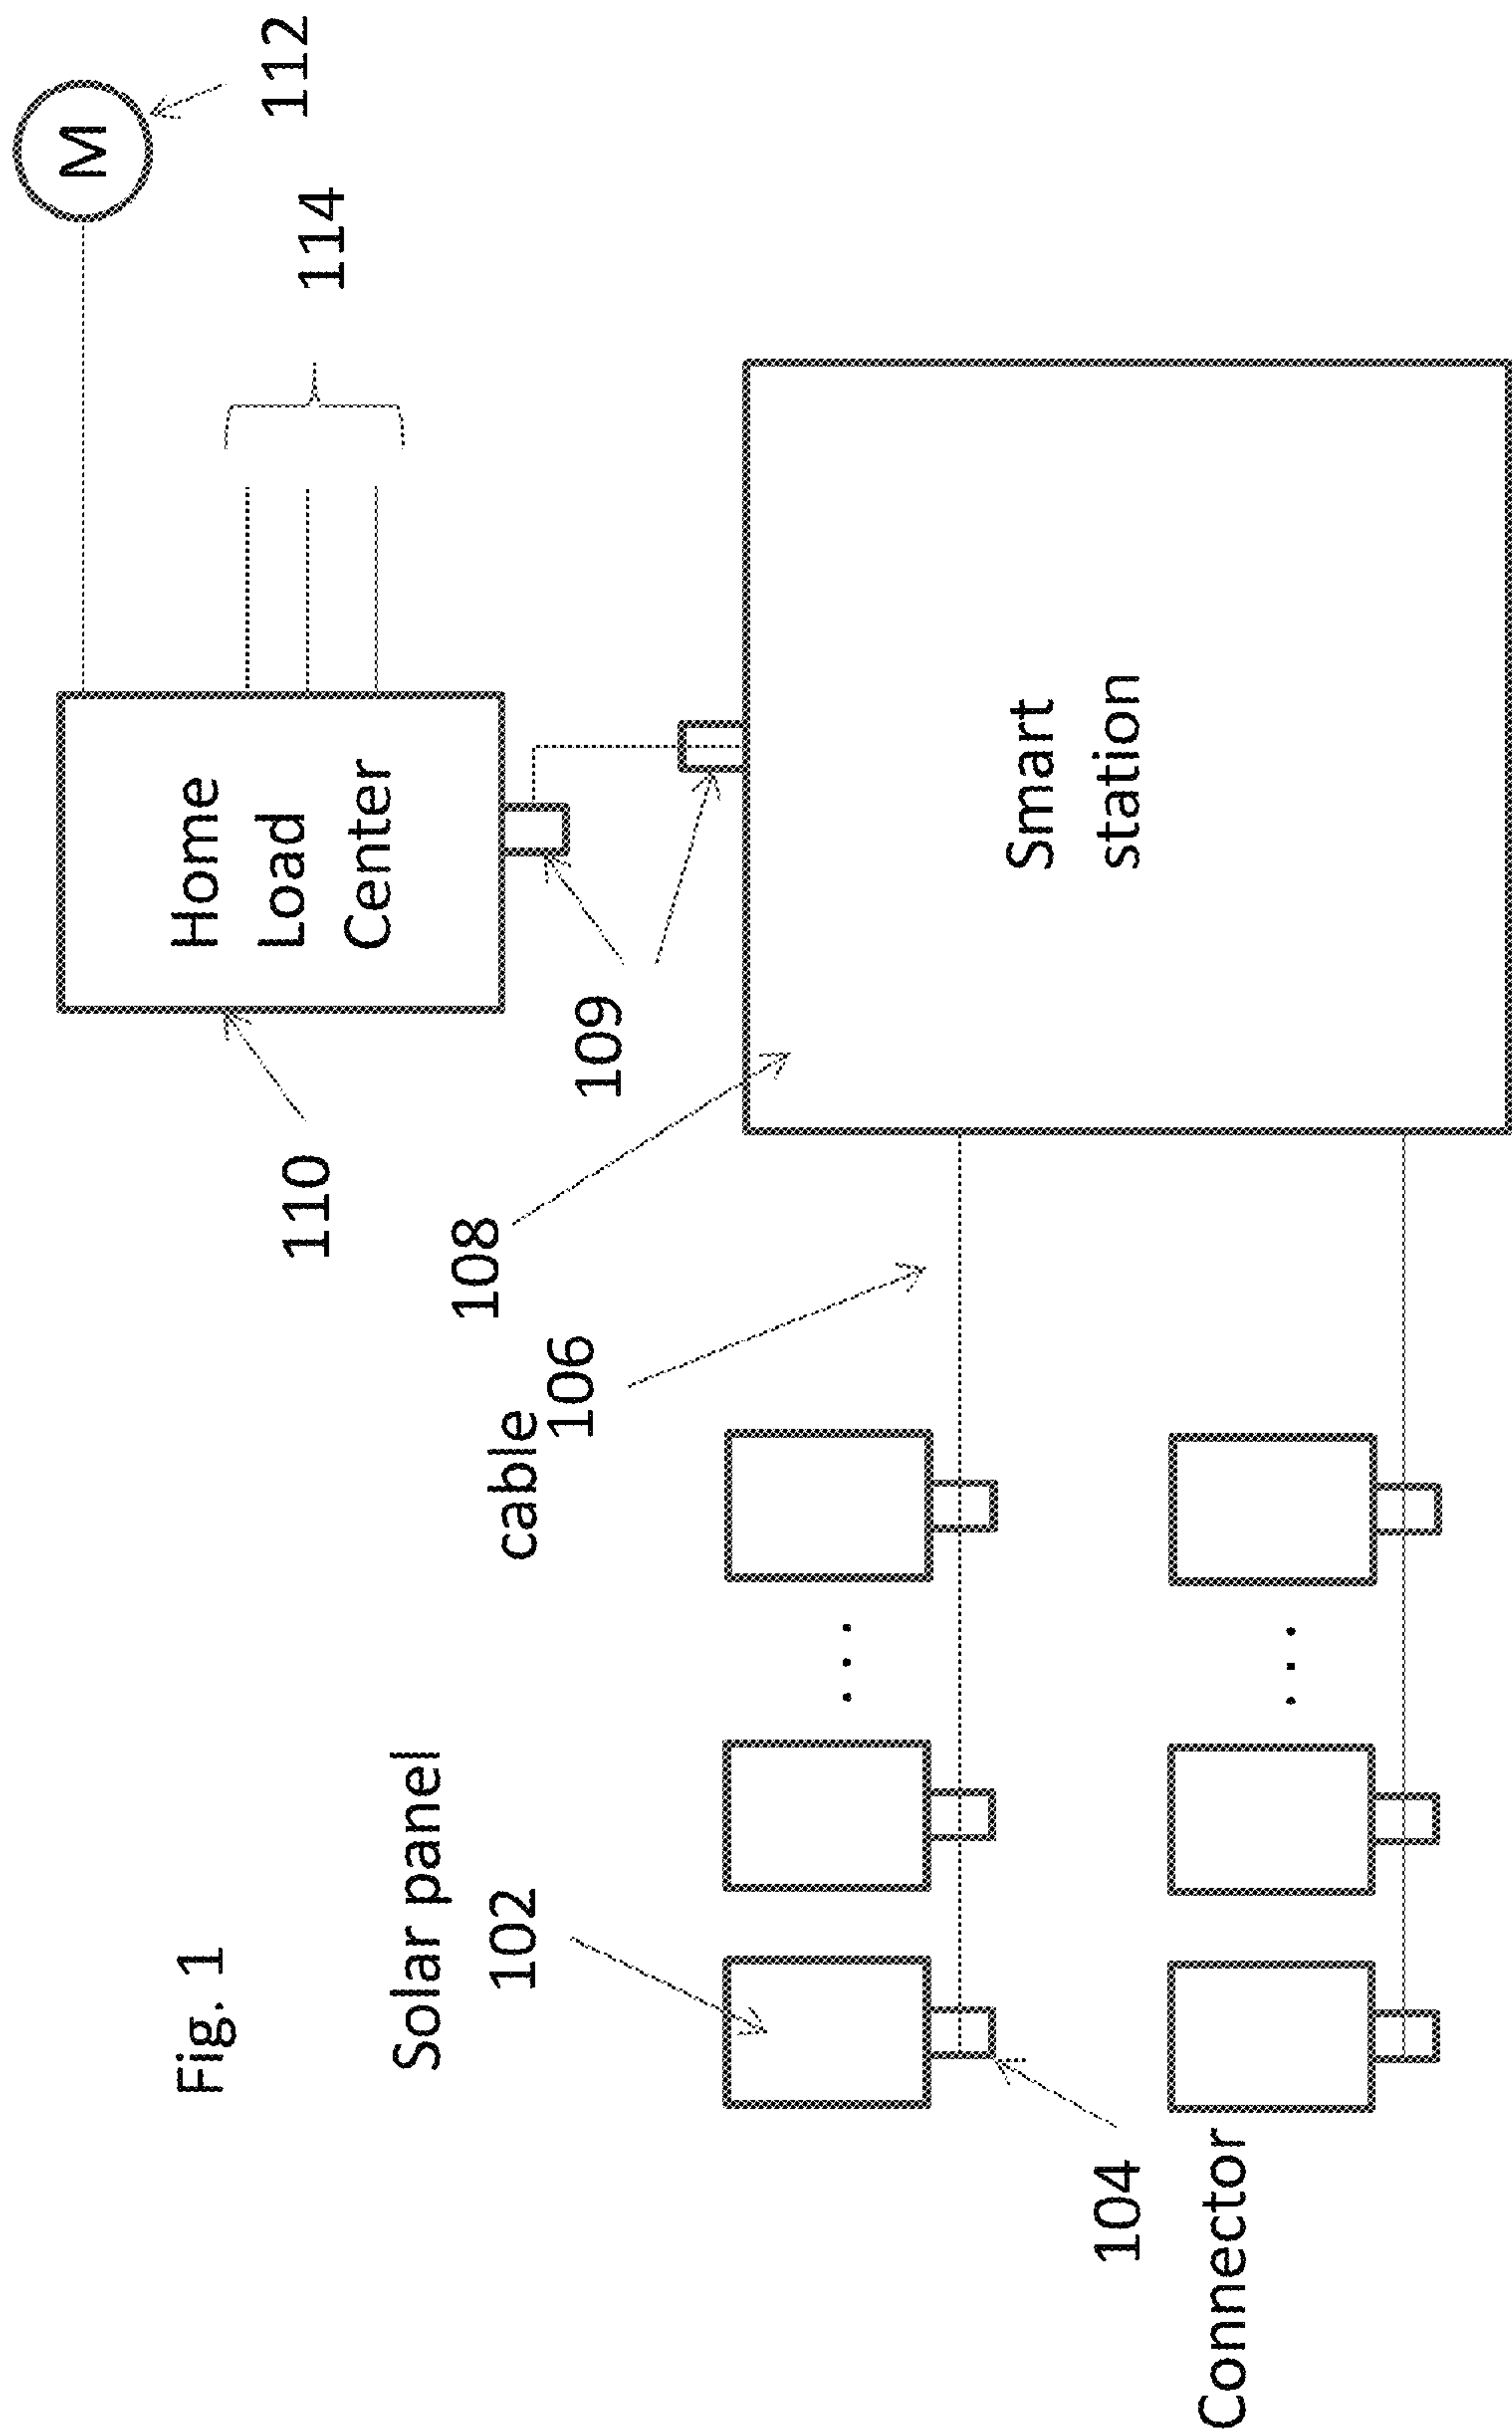 Fig. 1
Solar panel
102
cable
106
108
110
Home
Load
Center
109
114
M
112
Smart
station
104
Connector